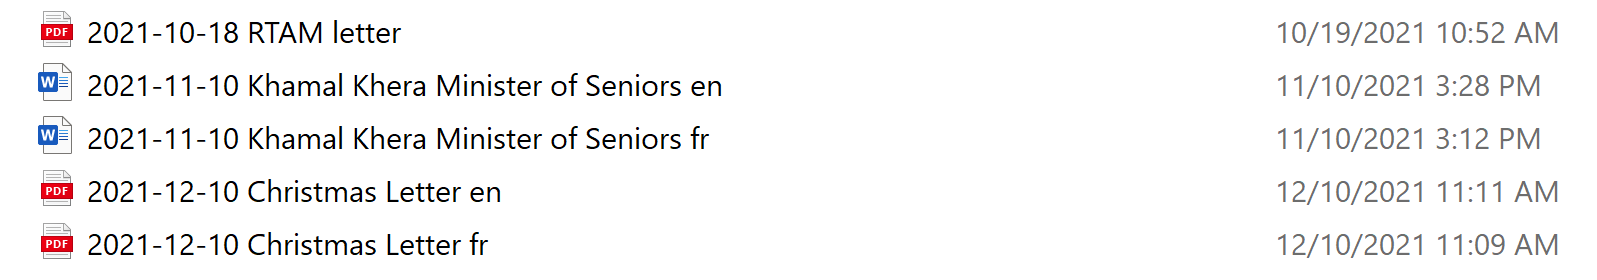 PDF 2021-10-18 RTAM letter 10/19/2021 10:52 AM
W 2021-11-10 Khamal Khera Minister of Seniors en 11/10/2021 3:28 PM
W 2021-11-10 Khamal Khera Minister of Seniors fr 11/10/2021 3:12 PM
PDF 2021-12-10 Christmas Letter en 12/10/2021 11:11 AM
PDF 2021-12-10 Christmas Letter fr 12/10/2021 11:09 AM